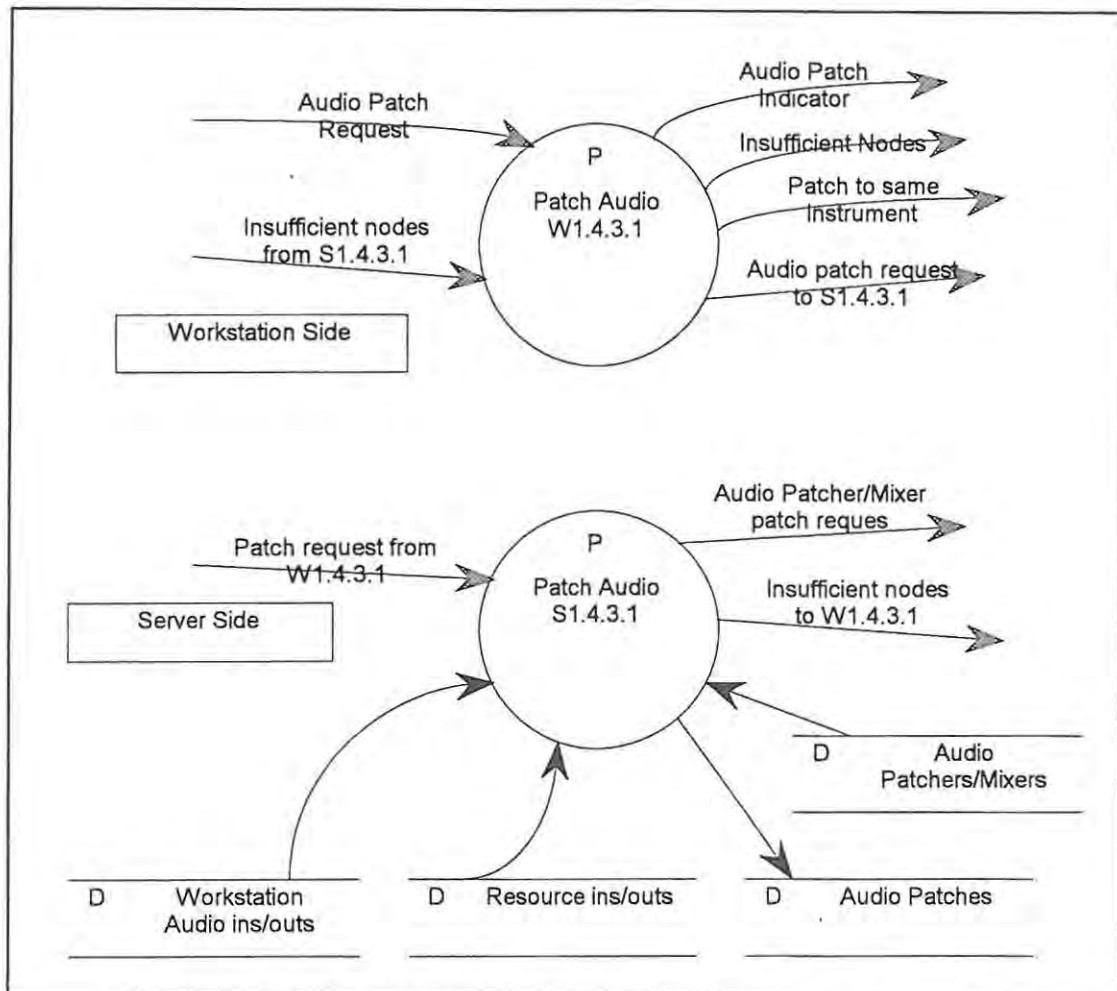 Audio Patch
Indicator
Audio Patch
Request
P
Insufficient Nodes
Patch Audio
W1.4.3.1
Patch to same
Instrument
Insufficient nodes
from S1.4.3.1
Audio patch request
to S1.4.3.1
Workstation Side
Audio Patcher/Mixer
patch reques
P
Patch request from
W1.4.3.1
Patch Audio
S1.4.3.1
Insufficient nodes
to W1.4.3.1
Server Side
D Audio
Patchers/Mixers
D Workstation
Audio ins/outs
D Resource ins/outs
D Audio Patches